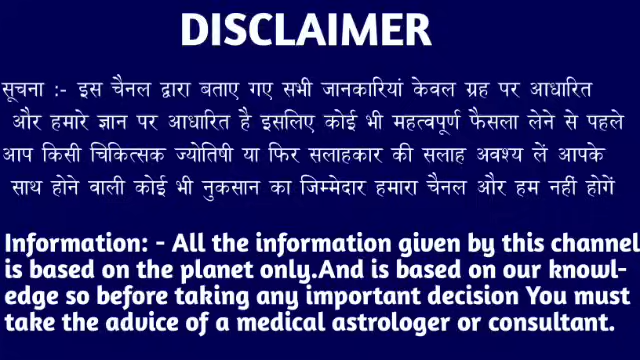 DISCLAIMER
सूचना :- इस चैनल द्वारा बताए गए सभी जानकारियां केवल ग्रह पर आधारित
और हमारे ज्ञान पर आधारित है इसलिए कोई भी महत्वपूर्ण फैसला लेने से पहले
आप किसी चिकित्सक ज्योतिषी या फिर सलाहकार की सलाह अवश्य लें आपके
साथ होने वाली कोई भी नुकसान का जिम्मेदार हमारा चैनल और हम नहीं होगें
Information: - All the information given by this channel
is based on the planet only.And is based on our knowl-
edge so before taking any important decision You must
take the advice of a medical astrologer or consultant.